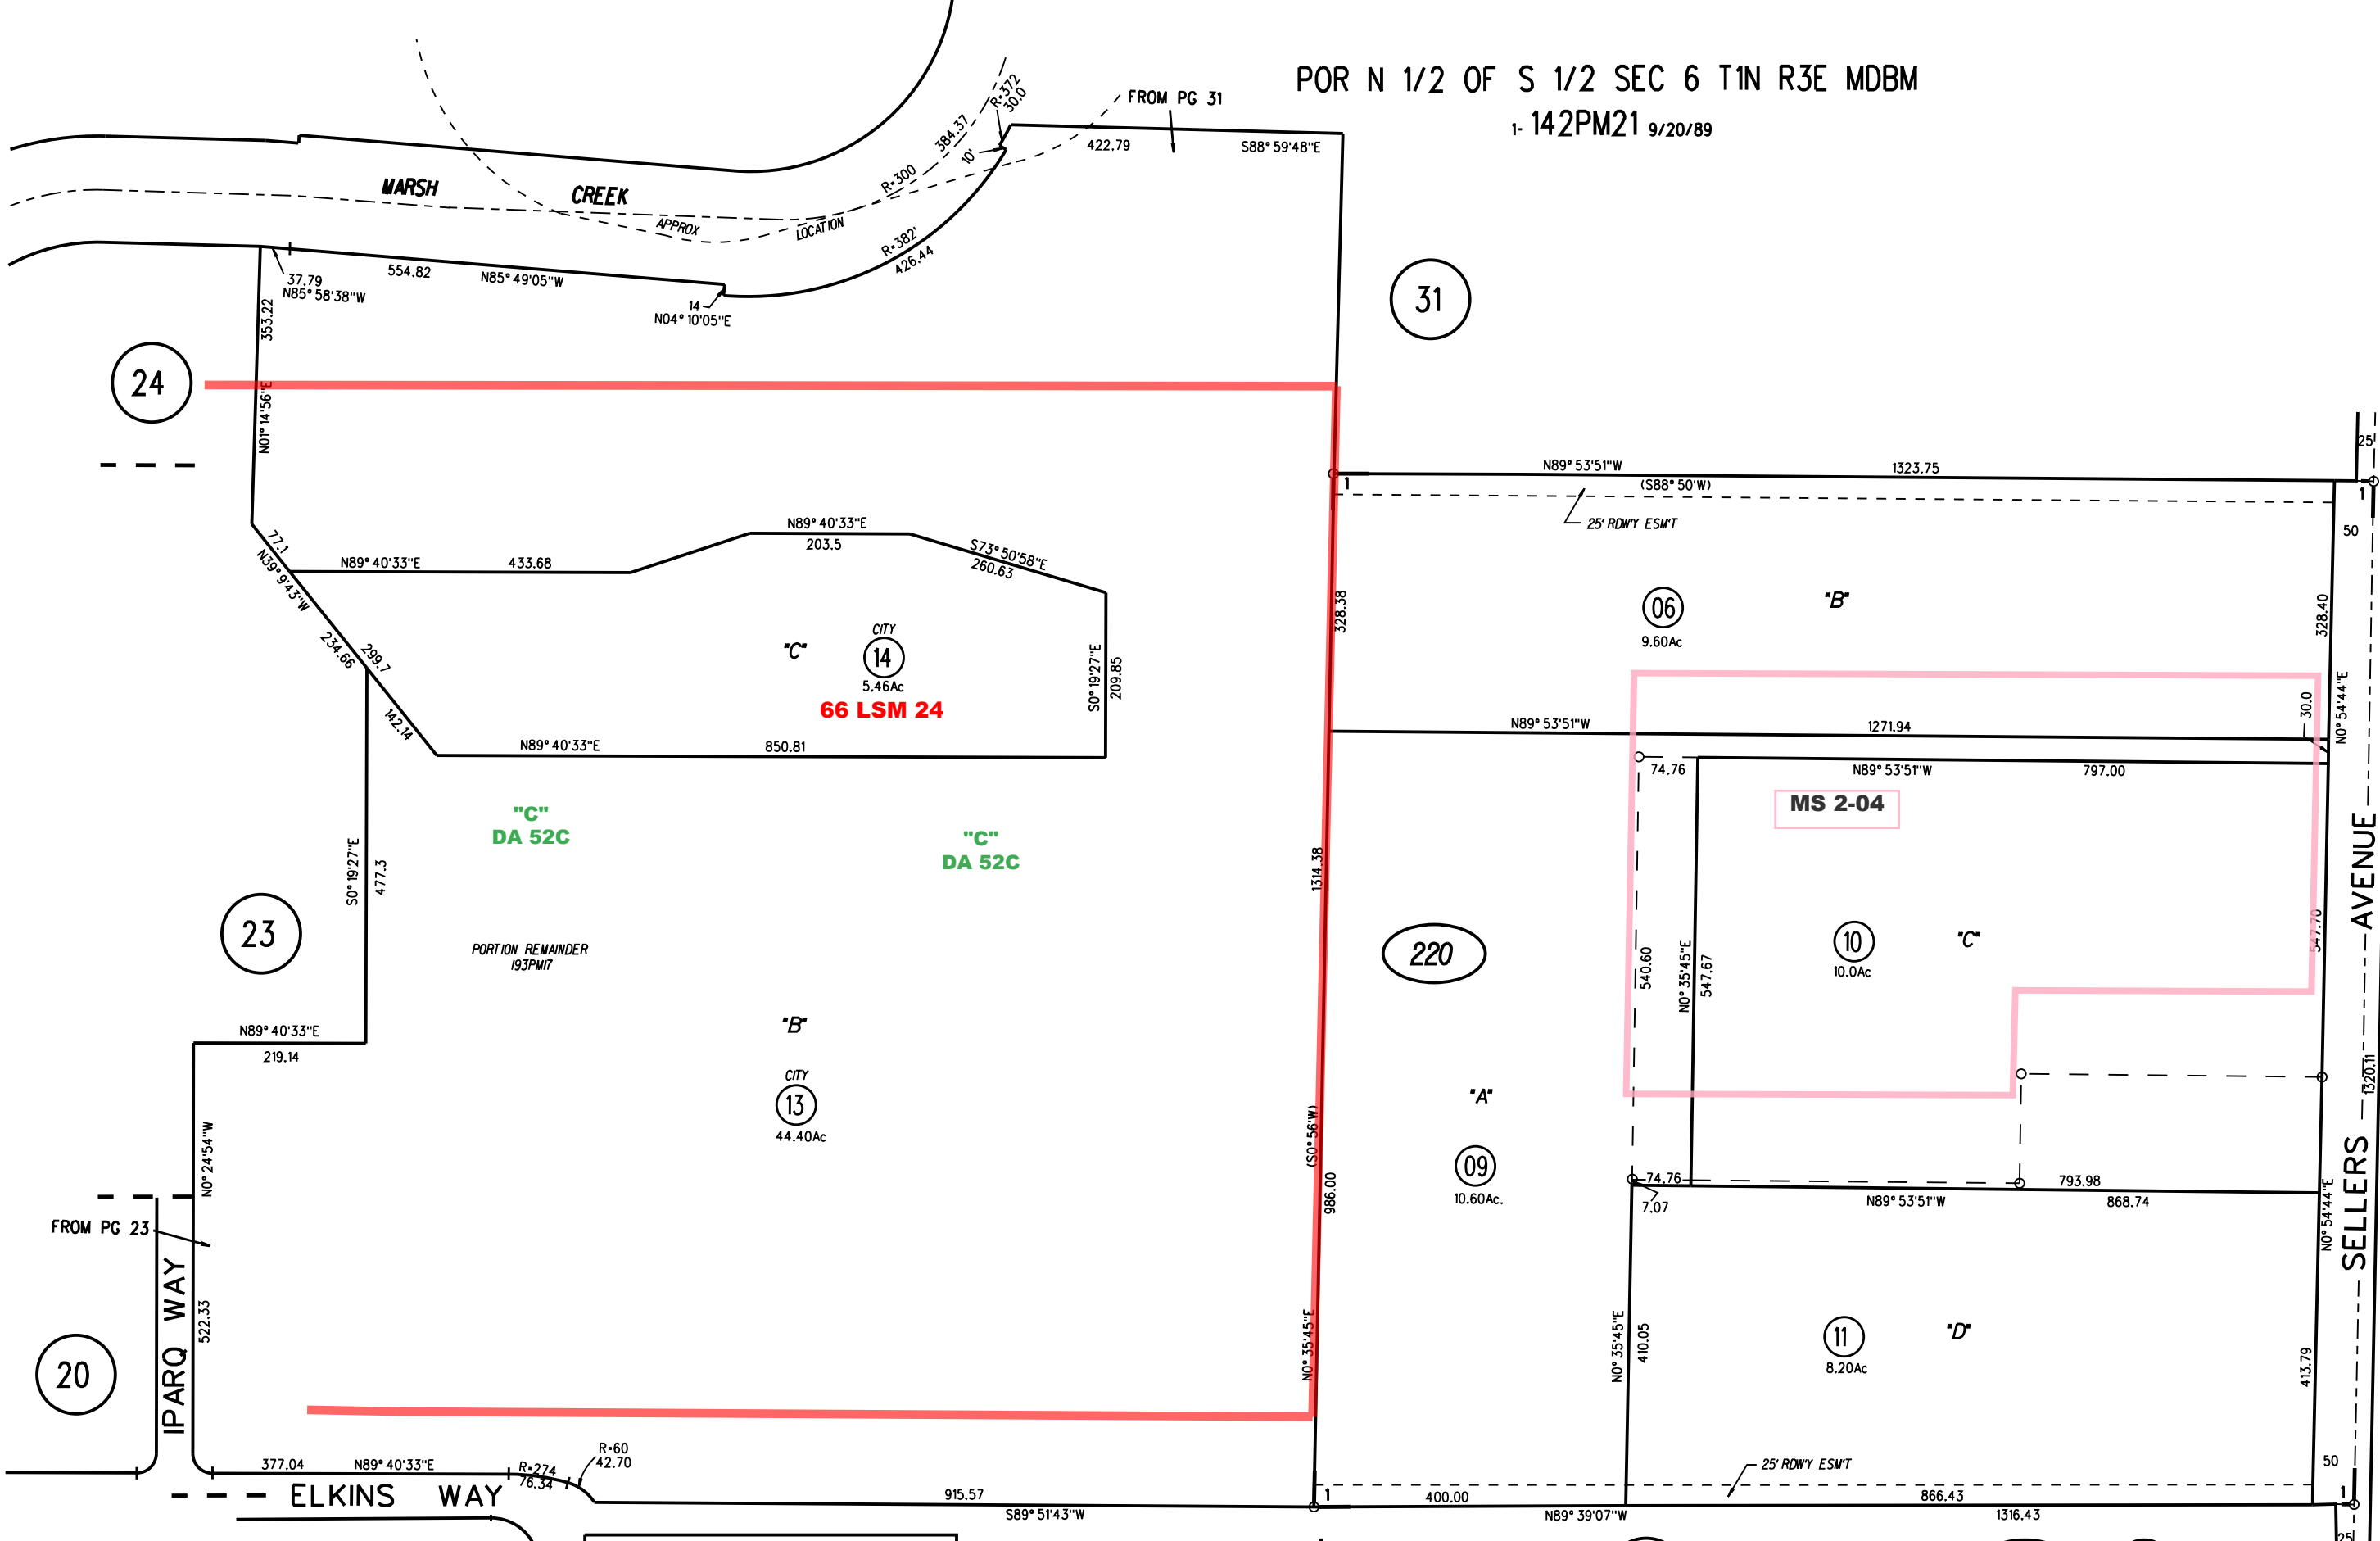 POR N 1/2 OF S 1/2 SEC 6 T1N R3E MDBM
1- 142PM21 9/20/89
FROM PG 31
422.79
S88°59'48"E
R=372
30.0
384.37
10'
R=300
R=382'
426.44
MARSH CREEK
APPROX LOCATION
37.79
N85°58'38"W
554.82
N85°49'05"W
14
N04°10'05"E
353.22
N01°14'56"E
31
24
N89°53'51"W
1323.75
(S88°50'W)
25' RDW'Y ESM'T
25
1
1
50
77.1
N39°9'43"W
234.66
299.7
142.14
N89°40'33"E
433.68
N89°40'33"E
203.5
S73°50'58"E
260.63
S0°19'27"E
209.85
"C"
CITY
14
5.46Ac
66 LSM 24
N89°40'33"E
850.81
328.38
06
9.60Ac
"B"
328.40
30.0
N0°54'44"E
N89°53'51"W
1271.94
74.76
N89°53'51"W
797.00
MS 2-04
"C"
DA 52C
"C"
DA 52C
S0°19'27"E
477.3
1314.38
23
PORTION REMAINDER
193PM17
220
540.60
N0°35'45"E
547.67
10
10.0Ac
"C"
547.70
SELLERS AVENUE
1320.11
N89°40'33"E
219.14
"B"
CITY
13
44.40Ac
"A"
09
10.60Ac.
(S0°56'W)
986.00
N0°24'54"W
522.33
FROM PG 23
IPARQ WAY
20
74.76
7.07
793.98
N89°53'51"W
868.74
N0°54'44"E
N0°35'45"E
N0°35'45"E
410.05
11
8.20Ac
"D"
413.79
377.04
N89°40'33"E
R=274
76.34
R=60
42.70
ELKINS WAY
915.57
S89°51'43"W
25' RDW'Y ESM'T
1
400.00
N89°39'07"W
866.43
1316.43
50
1
25